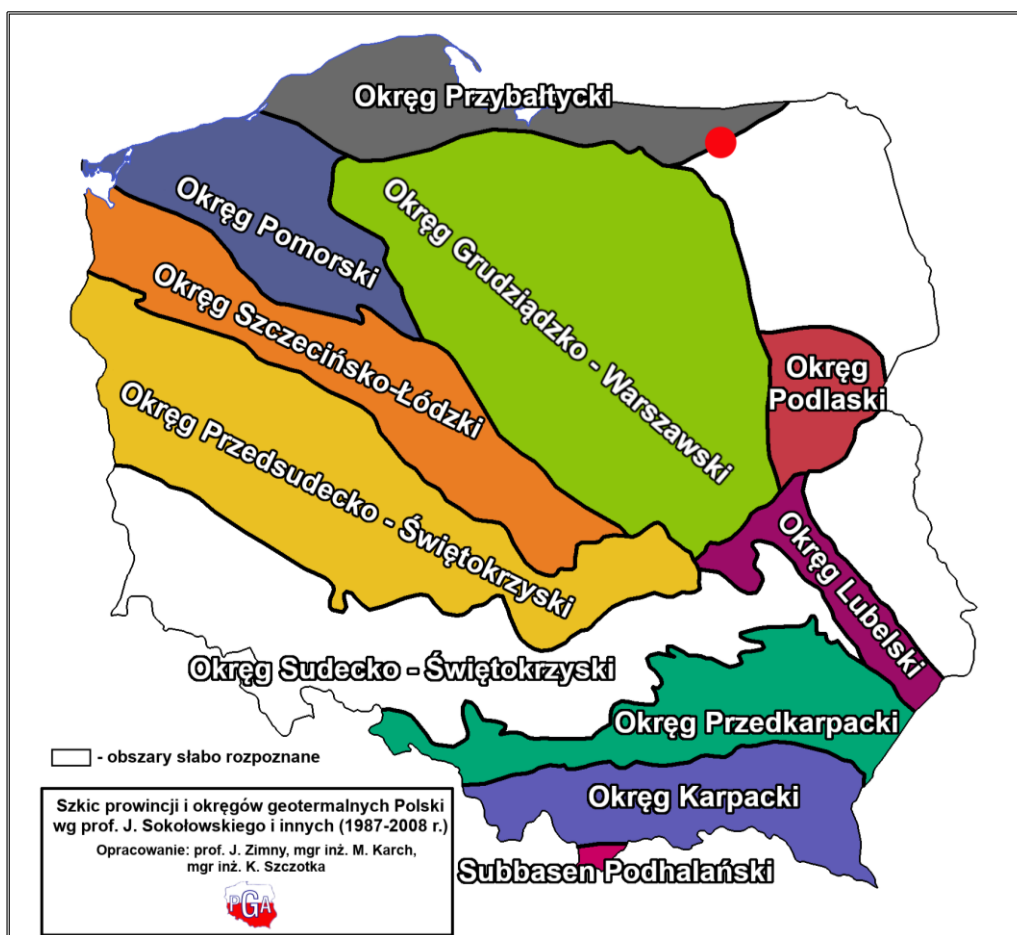 Okręg Przybałtycki
Okręg Pomorski
Okręg Grudziądzko - Warszawski
Okręg Szczecińsko-Łódzki
Okręg
Podlaski
Okręg Przedsudecko - Świętokrzyski
Okręg Lubelski
Okręg Sudecko - Świętokrzyski
Okręg Przedkarpacki
- obszary słabo rozpoznane
Okręg Karpacki
Subbasen Podhalański
Szkic prowincji i okręgów geotermalnych Polski
wg prof. J. Sokołowskiego i innych (1987-2008 r.)
Opracowanie: prof. J. Zimny, mgr inż. M. Karch,
mgr inż. K. Szczotka
PGA